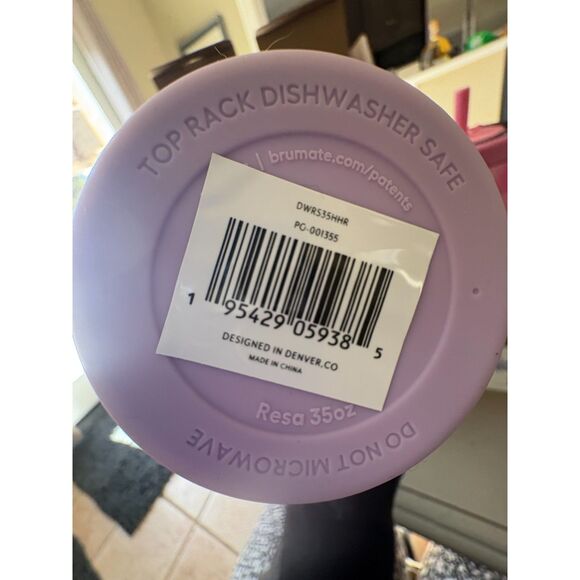 TOP RACK DISHWASHER SAFE
| brumate.com/patents
DWRS35HHR
PG-001355
1 95429 05938 5
DESIGNED IN DENVER,CO
MADE IN CHINA
Resa 35oz
DO NOT MICROWAVE